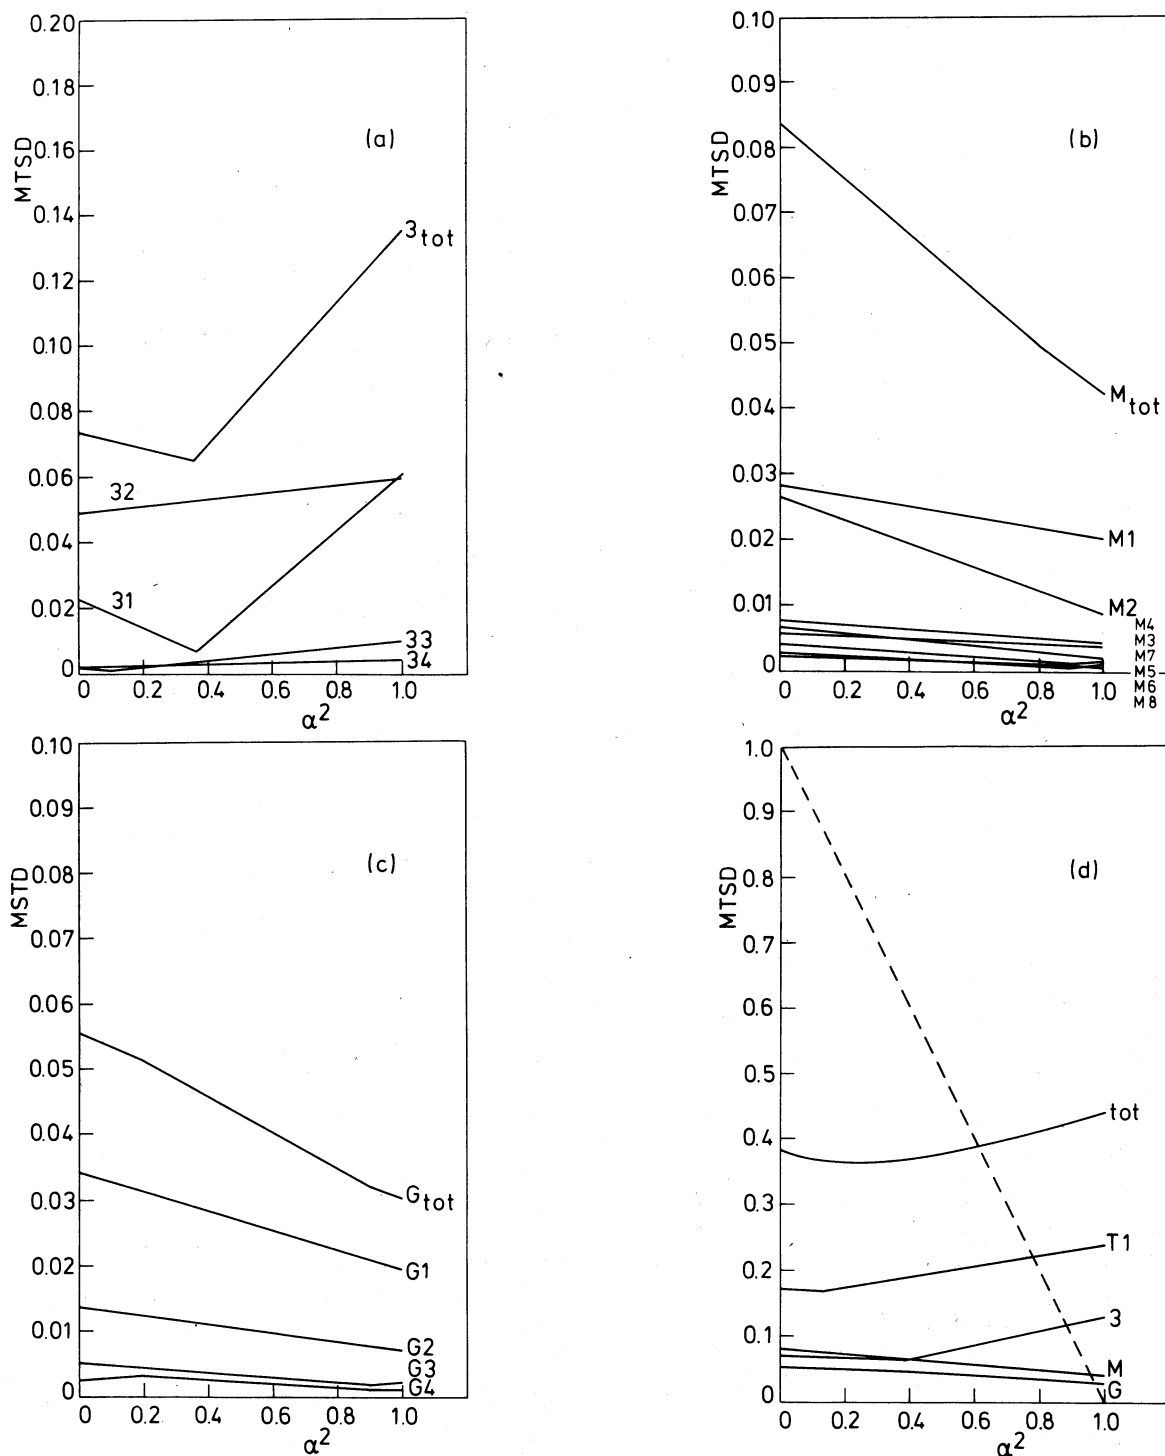 (a)
MTSD
0.20
0.18
0.16
0.14
0.12
0.10
0.08
0.06
0.04
0.02
0
3tot
32
31
33
34
0 0.2 0.4 0.6 0.8 1.0
α²
(b)
MTSD
0.10
0.09
0.08
0.07
0.06
0.05
0.04
0.03
0.02
0.01
0
Mtot
M1
M2
M4
M3
M7
M5
M6
M8
0 0.2 0.4 0.6 0.8 1.0
α²
(c)
MSTD
0.10
0.09
0.08
0.07
0.06
0.05
0.04
0.03
0.02
0.01
0
Gtot
G1
G2
G3
G4
0 0.2 0.4 0.6 0.8 1.0
α²
(d)
MTSD
1.0
0.9
0.8
0.7
0.6
0.5
0.4
0.3
0.2
0.1
0
tot
T1
3
M
G
0 0.2 0.4 0.6 0.8 1.0
α²